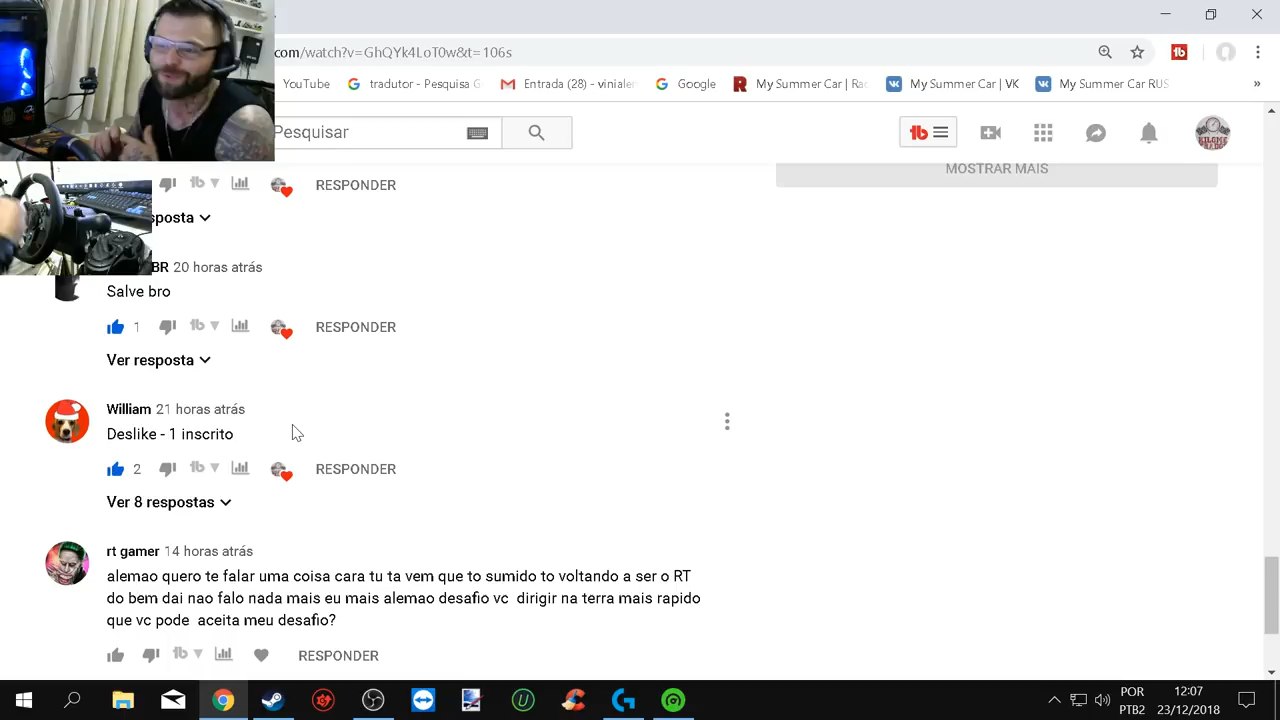 com/watch?v=GhQYk4LoT0w&t=106s
YouTube tradutor - Pesquisa G Entrada (28) - vinialen Google My Summer Car | Rac My Summer Car | VK My Summer Car RUS »
Pesquisar
MOSTRAR MAIS
RESPONDER
sposta
BR 20 horas atrás
Salve bro
1 RESPONDER
Ver resposta
William 21 horas atrás
Deslike - 1 inscrito
2 RESPONDER
Ver 8 respostas
rt gamer 14 horas atrás
alemao quero te falar uma coisa cara tu ta vem que to sumido to voltando a ser o RT
do bem dai nao falo nada mais eu mais alemao desafio vc dirigir na terra mais rapido
que vc pode aceita meu desafio?
RESPONDER
POR 12:07
PTB2 23/12/2018